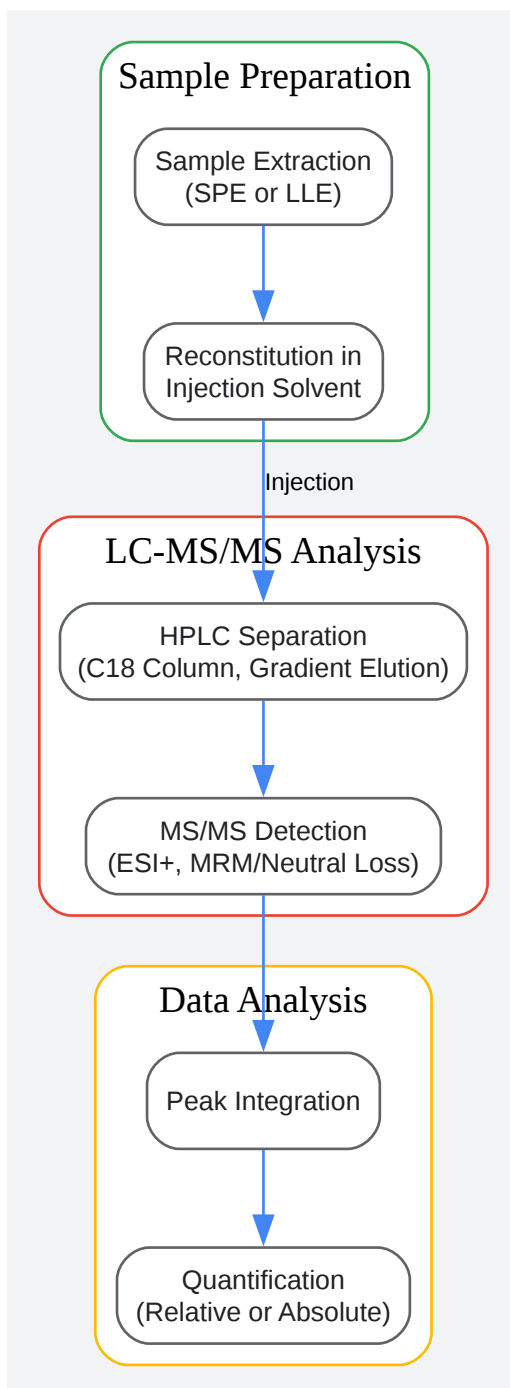 Sample Preparation
Sample Extraction
(SPE or LLE)
Reconstitution in
Injection Solvent
Injection
LC-MS/MS Analysis
HPLC Separation
(C18 Column, Gradient Elution)
MS/MS Detection
(ESI+, MRM/Neutral Loss)
Data Analysis
Peak Integration
Quantification
(Relative or Absolute)